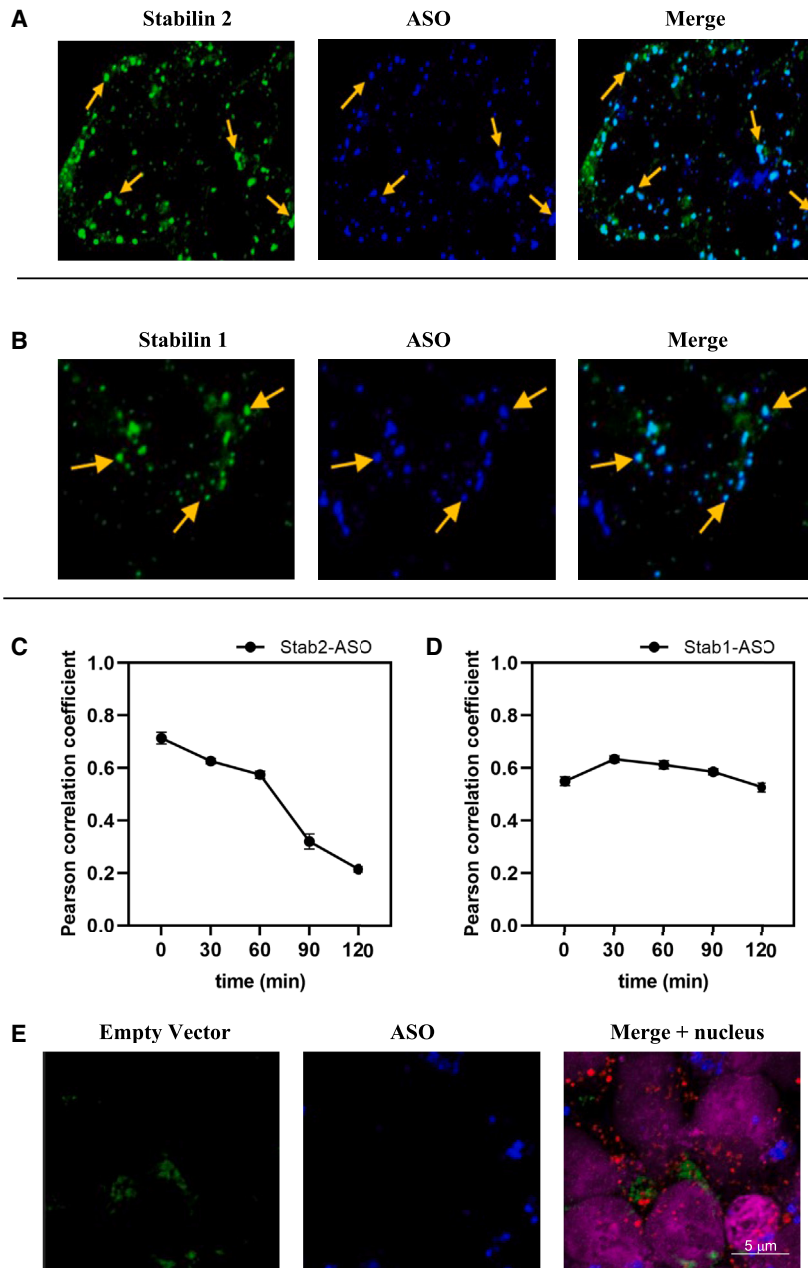 A
Stabilin 2 ASO Merge
B
Stabilin 1 ASO Merge
C
Stab2-ASO
Pearson correlation coefficient
1.0
0.8
0.6
0.4
0.2
0.0
0 30 60 90 120
time (min)
D
Stab1-ASO
Pearson correlation coefficient
1.0
0.8
0.6
0.4
0.2
0.0
0 30 60 90 120
time (min)
E
Empty Vector ASO Merge + nucleus
5 μm